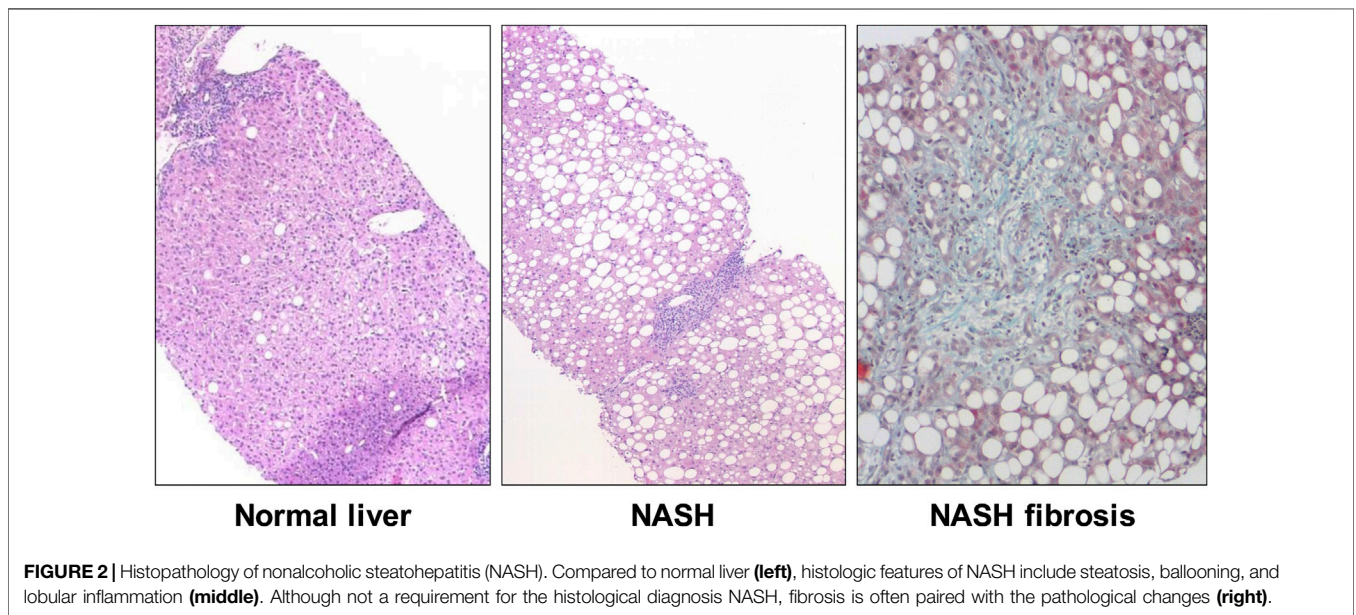 Normal liver
NASH
NASH fibrosis
FIGURE 2 | Histopathology of nonalcoholic steatohepatitis (NASH). Compared to normal liver (left), histologic features of NASH include steatosis, ballooning, and
lobular inflammation (middle). Although not a requirement for the histological diagnosis NASH, fibrosis is often paired with the pathological changes (right).